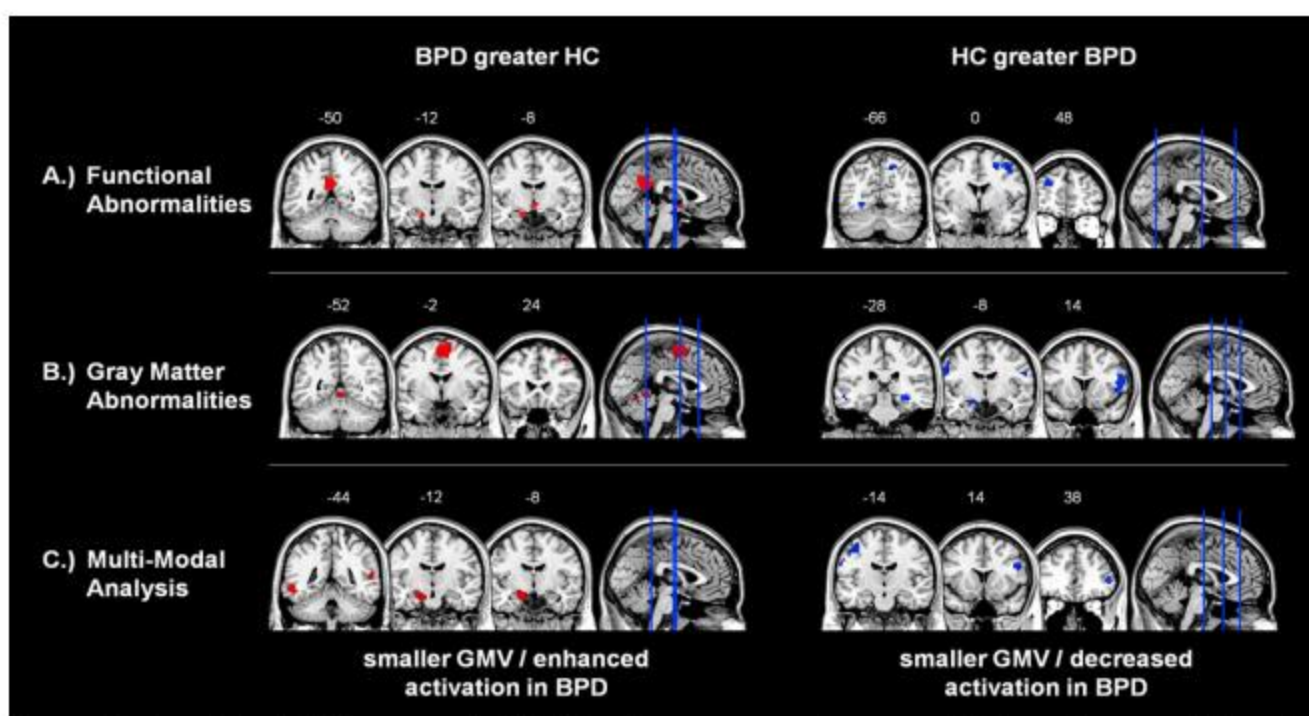 BPD greater HC
HC greater BPD
-50 -12 -8
-66 0 48
A.) Functional
Abnormalities
-52 -2 24
-28 -8 14
B.) Gray Matter
Abnormalities
-44 -12 -8
-14 14 38
C.) Multi-Modal
Analysis
smaller GMV / enhanced
activation in BPD
smaller GMV / decreased
activation in BPD